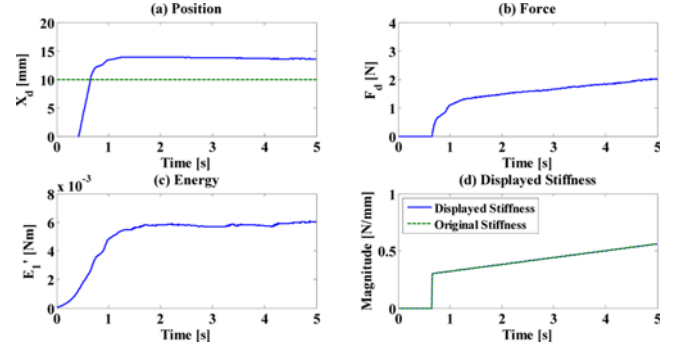 (a) Position
20
15
10
5
0
X_d [mm]
0 1 2 3 4 5
Time [s]
(b) Force
4
3
2
1
0
F_d [N]
0 1 2 3 4 5
Time [s]
(c) Energy
x 10^-3
8
6
4
2
0
E_1' [Nm]
0 1 2 3 4 5
Time [s]
(d) Displayed Stiffness
1
0.5
0
Magnitude [N/mm]
Displayed Stiffness
Original Stiffness
0 1 2 3 4 5
Time [s]